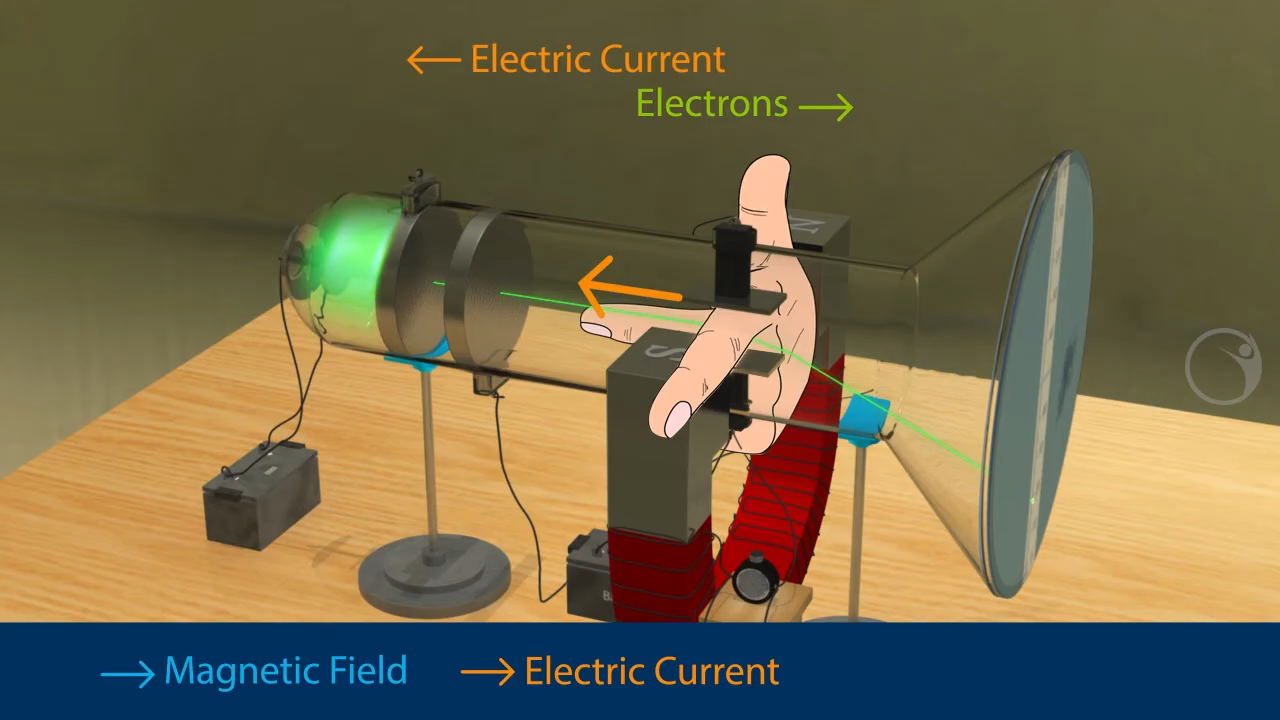 ← Electric Current
Electrons →
N
S
→ Magnetic Field → Electric Current